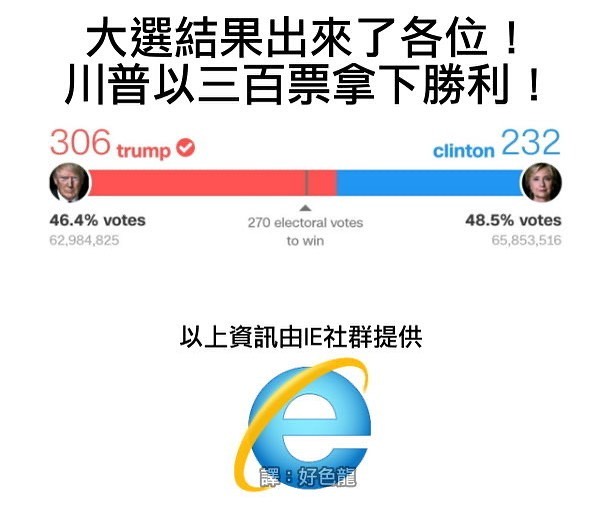 大選結果出來了各位！
川普以三百票拿下勝利！
306 trump clinton 232
46.4% votes 270 electoral votes 48.5% votes
62,984,825 to win 65,853,516
以上資訊由IE社群提供
譯：好色龍